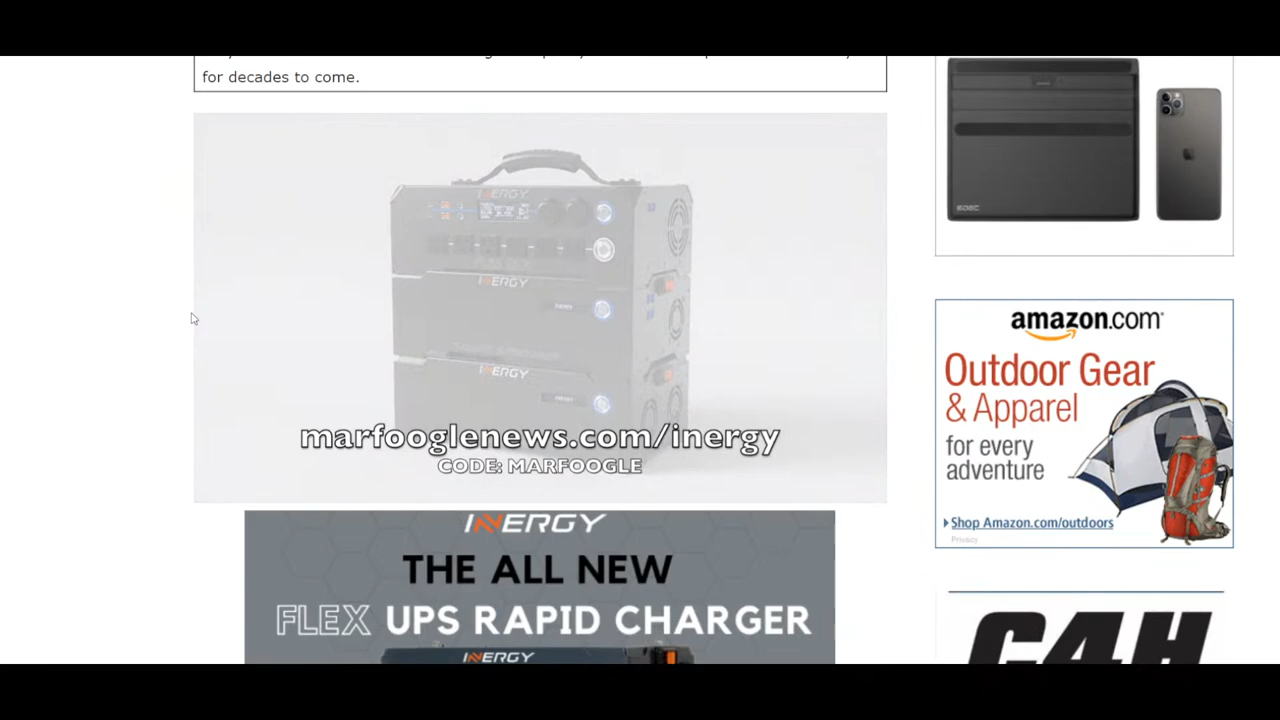 for decades to come.
INERGY
INERGY
INERGY
marfooglenews.com/inergy
CODE: MARFOOGLE
INERGY
THE ALL NEW
FLEX UPS RAPID CHARGER
INERGY
amazon.com
Outdoor Gear
& Apparel
for every
adventure
Shop Amazon.com/outdoors
Privacy
C4H